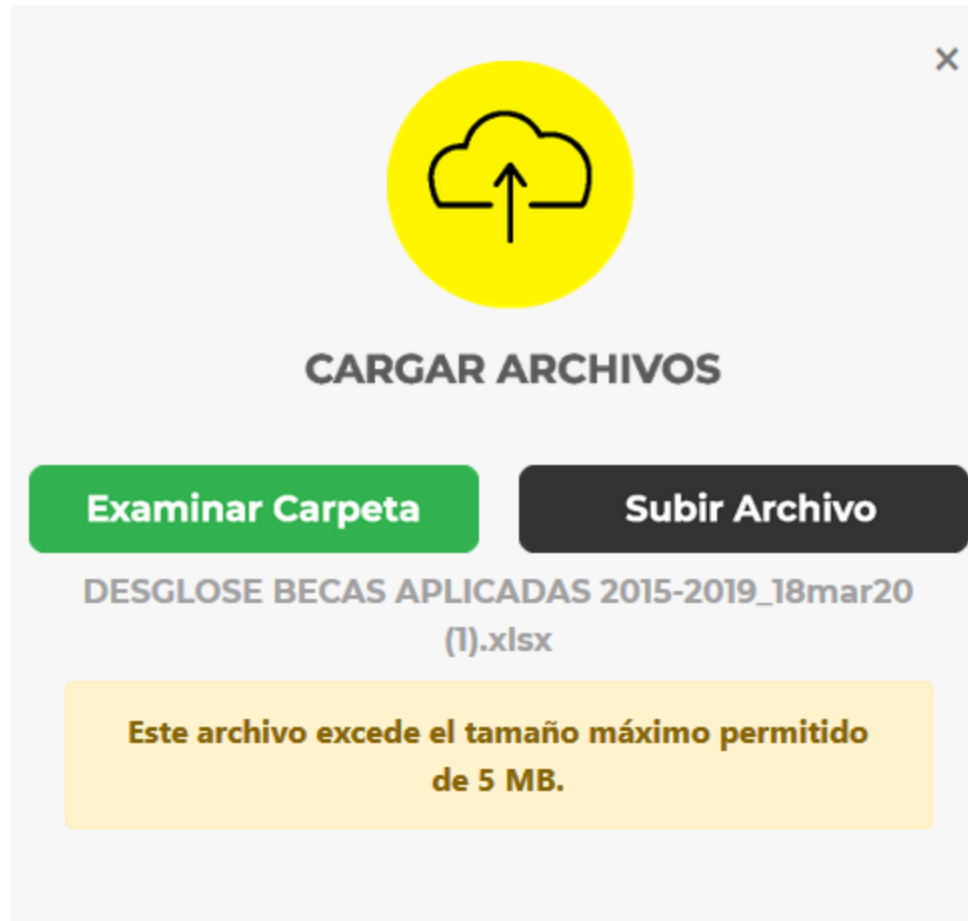 ×
CARGAR ARCHIVOS
Examinar Carpeta
Subir Archivo
DESGLOSE BECAS APLICADAS 2015-2019_18mar20
(1).xlsx
Este archivo excede el tamaño máximo permitido
de 5 MB.